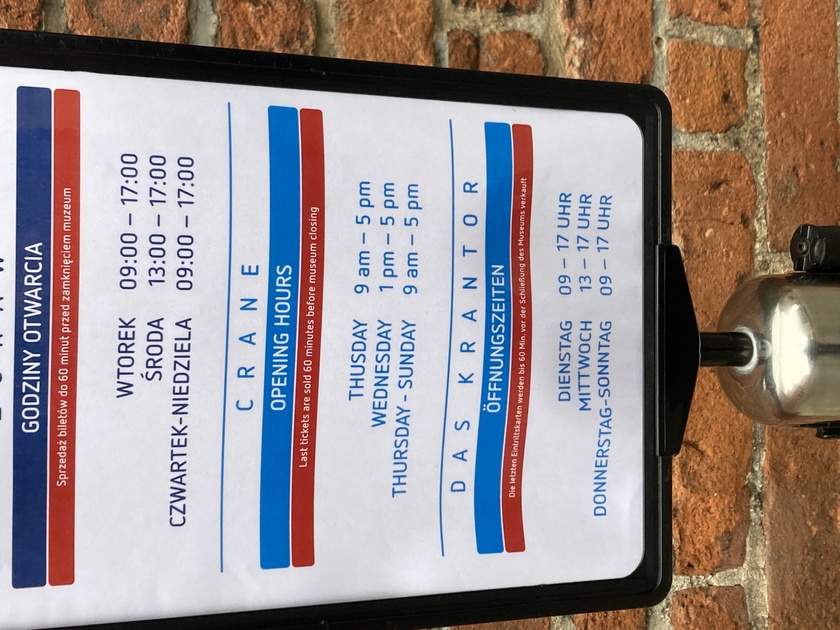 GODZINY OTWARCIA
Sprzedaż biletów do 60 minut przed zamknięciem muzeum
WTOREK 09:00 – 17:00
ŚRODA 13:00 – 17:00
CZWARTEK-NIEDZIELA 09:00 – 17:00
CRANE
OPENING HOURS
Last tickets are sold 60 minutes before museum closing
THUSDAY 9 am – 5 pm
WEDNESDAY 1 pm – 5 pm
THURSDAY - SUNDAY 9 am – 5 pm
DAS KRANTOR
ÖFFNUNGSZEITEN
Die letzten Eintrittskarten werden bis 60 Min. vor der Schließung des Museums verkauft
DIENSTAG 09 – 17 UHR
MITTWOCH 13 – 17 UHR
DONNERSTAG-SONNTAG 09 – 17 UHR